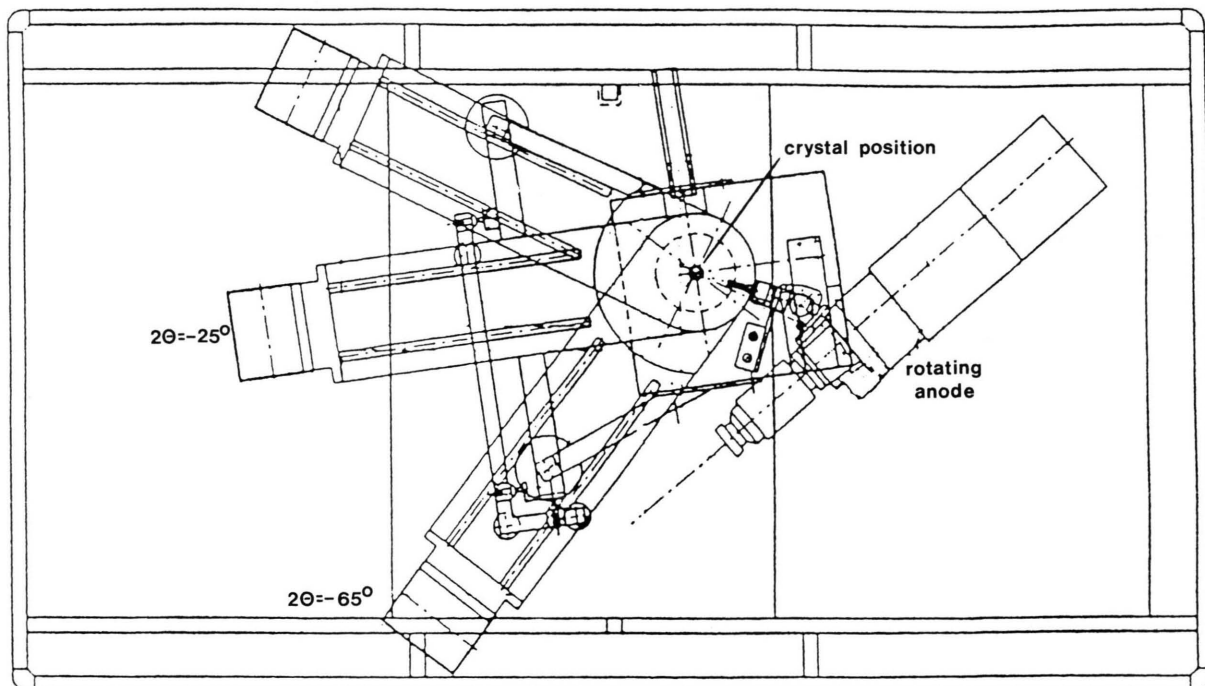 crystal position
2Θ=-25°
rotating
anode
2Θ=-65°